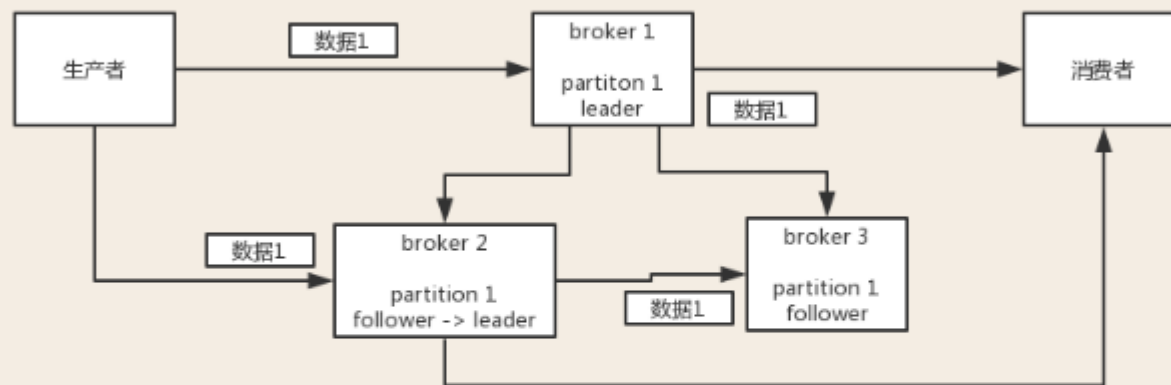 生产者
数据1
broker 1
partiton 1
leader
数据1
消费者
数据1
broker 2
partition 1
follower -> leader
数据1
broker 3
partition 1
follower